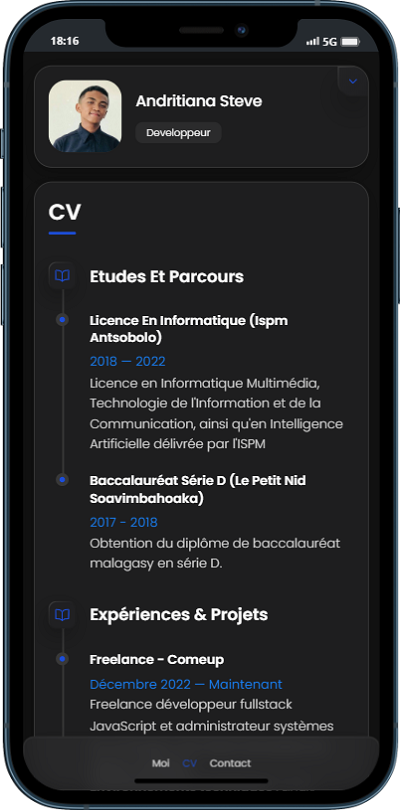 18:16
5G
Andritiana Steve
Developpeur
CV
Etudes Et Parcours
Licence En Informatique (Ispm
Antsobolo)
2018 — 2022
Licence en Informatique Multimédia,
Technologie de l'Information et de la
Communication, ainsi qu'en Intelligence
Artificielle délivrée par l'ISPM
Baccalauréat Série D (Le Petit Nid
Soavimbahoaka)
2017 - 2018
Obtention du diplôme de baccalauréat
malagasy en série D.
Expériences & Projets
Freelance - Comeup
Décembre 2022 — Maintenant
Freelance développeur fullstack
JavaScript et administrateur systèmes
Moi CV Contact